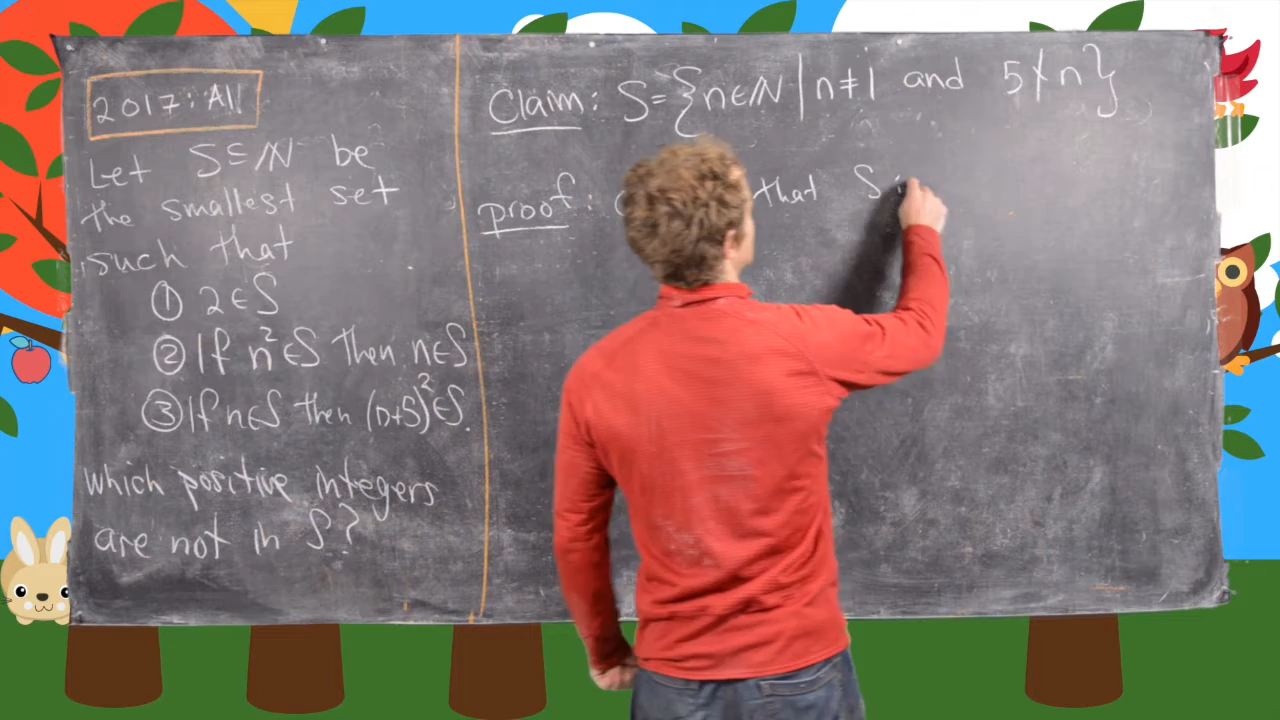 2017: A1
Let S ⊆ ℕ be
the smallest set
such that
① 2 ∈ S
② If n² ∈ S then n ∈ S
③ If n ∈ S then (n+5)² ∈ S.
which positive integers
are not in S?
Claim: S = {n ∈ ℕ | n ≠ 1 and 5 ∤ n}
proof: that S